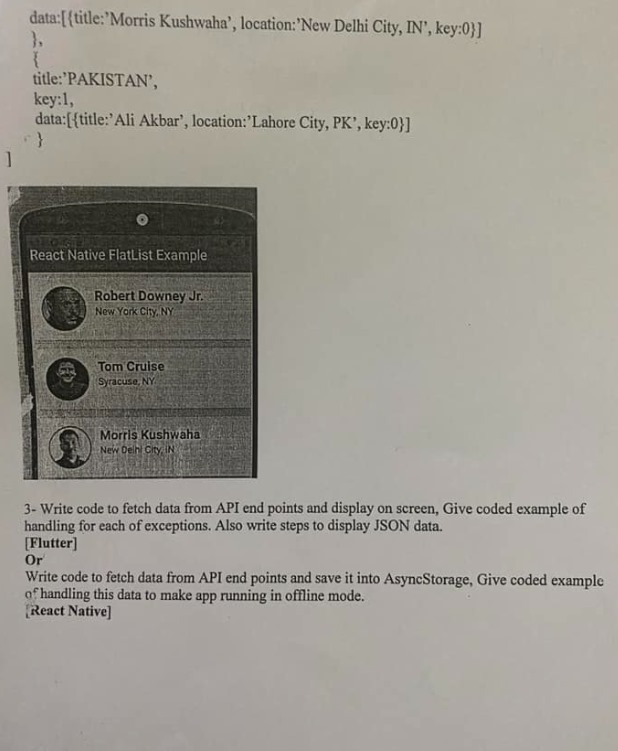 data:[{title:'Morris Kushwaha', location:'New Delhi City, IN', key:0}]
},
{
title:'PAKISTAN',
key:1,
data:[{title:'Ali Akbar', location:'Lahore City, PK', key:0}]
}
]
React Native FlatList Example
Robert Downey Jr.
New York City, NY
Tom Cruise
Syracuse, NY
Morris Kushwaha
New Delhi City, IN
3- Write code to fetch data from API end points and display on screen, Give coded example of
handling for each of exceptions. Also write steps to display JSON data.
[Flutter]
Or
Write code to fetch data from API end points and save it into AsyncStorage, Give coded example
of handling this data to make app running in offline mode.
[React Native]